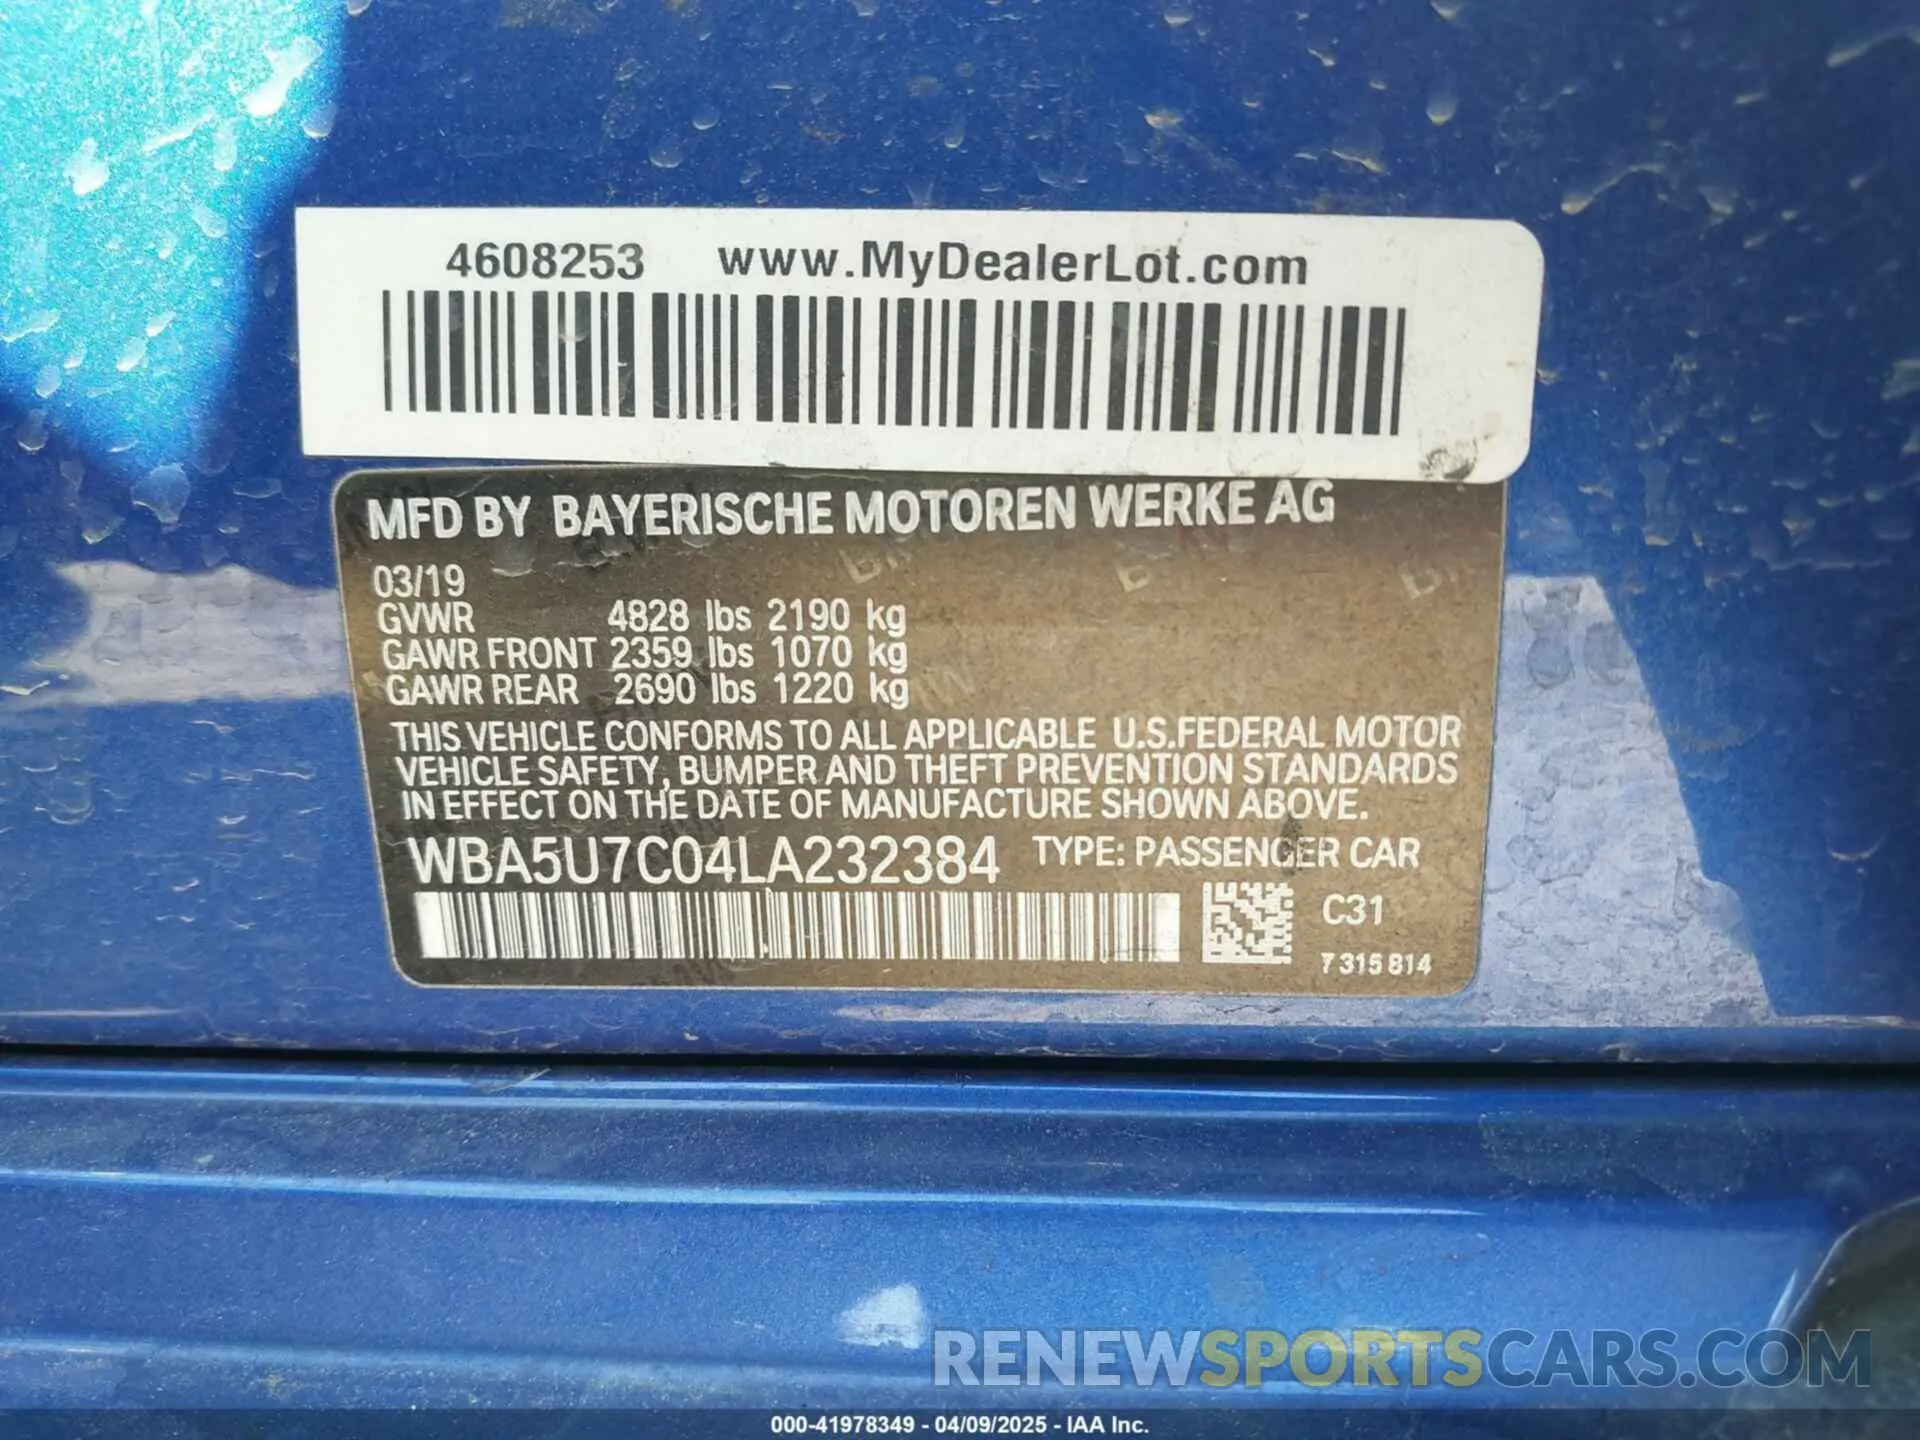 4608253 www.MyDealerLot.com
MFD BY BAYERISCHE MOTOREN WERKE AG
03/19
GVWR 4828 lbs 2190 kg
GAWR FRONT 2359 lbs 1070 kg
GAWR REAR 2690 lbs 1220 kg
THIS VEHICLE CONFORMS TO ALL APPLICABLE U.S.FEDERAL MOTOR
VEHICLE SAFETY, BUMPER AND THEFT PREVENTION STANDARDS
IN EFFECT ON THE DATE OF MANUFACTURE SHOWN ABOVE.
WBA5U7C04LA232384 TYPE: PASSENGER CAR
C31
7 315 814
RENEWSPORTSCARS.COM
000-41978349 - 04/09/2025 - IAA Inc.